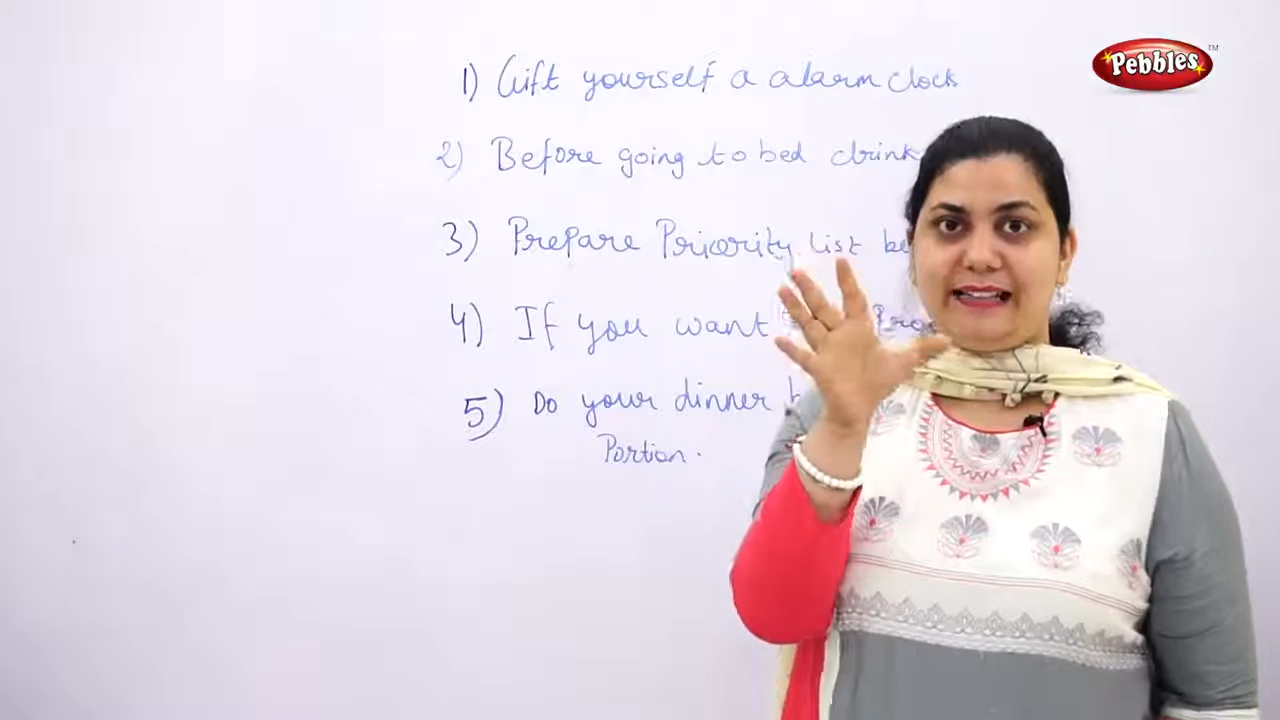 Pebbles™
1) Gift yourself a alarm clock
2) Before going to bed drink
3) Prepare Priority list be
4) If you want
5) Do your dinner
Portion.